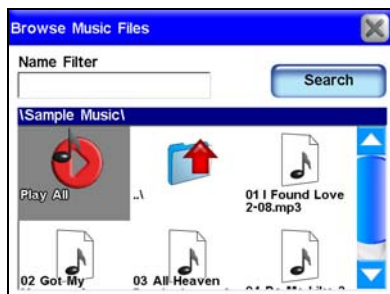 Browse Music Files
Name Filter
Search
\Sample Music\
Play All
..\
01 I Found Love
2-08.mp3
02 Got My
03 All Heaven